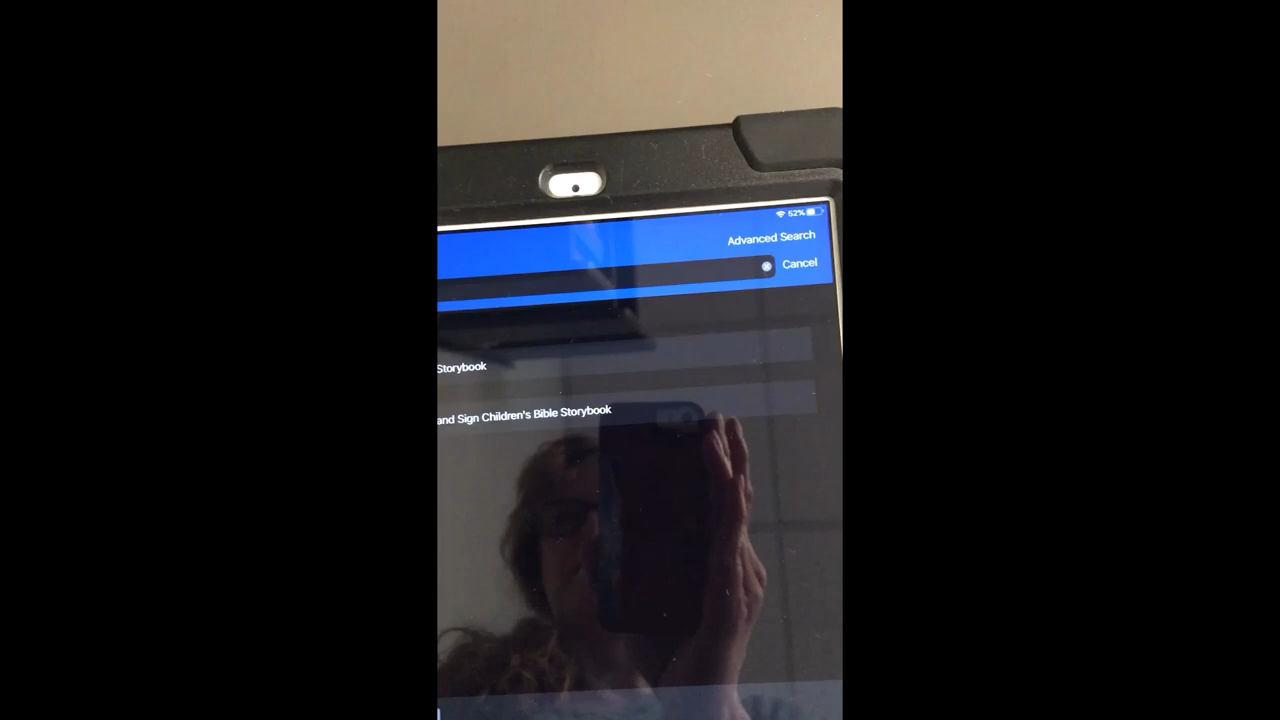 52%
Advanced Search
Cancel
Storybook
and Sign Children's Bible Storybook